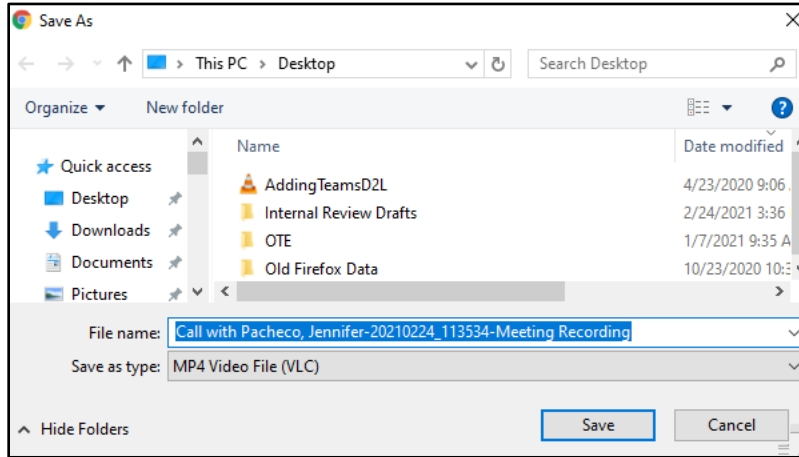 Save As
This PC > Desktop
Search Desktop
Organize
New folder
Name
Date modified
Quick access
Desktop
Downloads
Documents
Pictures
AddingTeamsD2L
4/23/2020 9:06
Internal Review Drafts
2/24/2021 3:36
OTE
1/7/2021 9:35 A
Old Firefox Data
10/23/2020 10:3
File name:
Call with Pacheco, Jennifer-20210224_113534-Meeting Recording
Save as type:
MP4 Video File (VLC)
Hide Folders
Save
Cancel